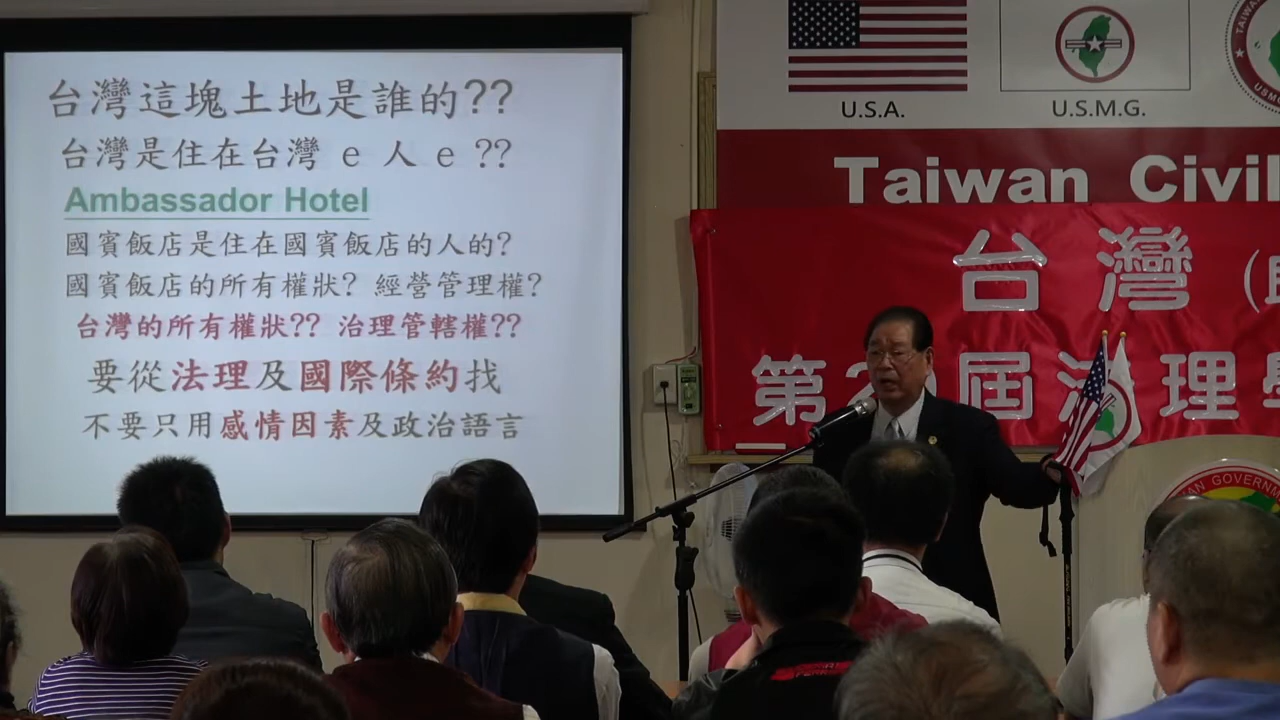 台灣這塊土地是誰的??
台灣是住在台灣 e 人 e ??
Ambassador Hotel
國賓飯店是住在國賓飯店的人的?
國賓飯店的所有權狀? 經營管理權?
台灣的所有權狀?? 治理管轄權??
要從法理及國際條約找
不要只用感情因素及政治語言
U.S.A.
U.S.M.G.
Taiwan Civil
台灣
第2 屆法理